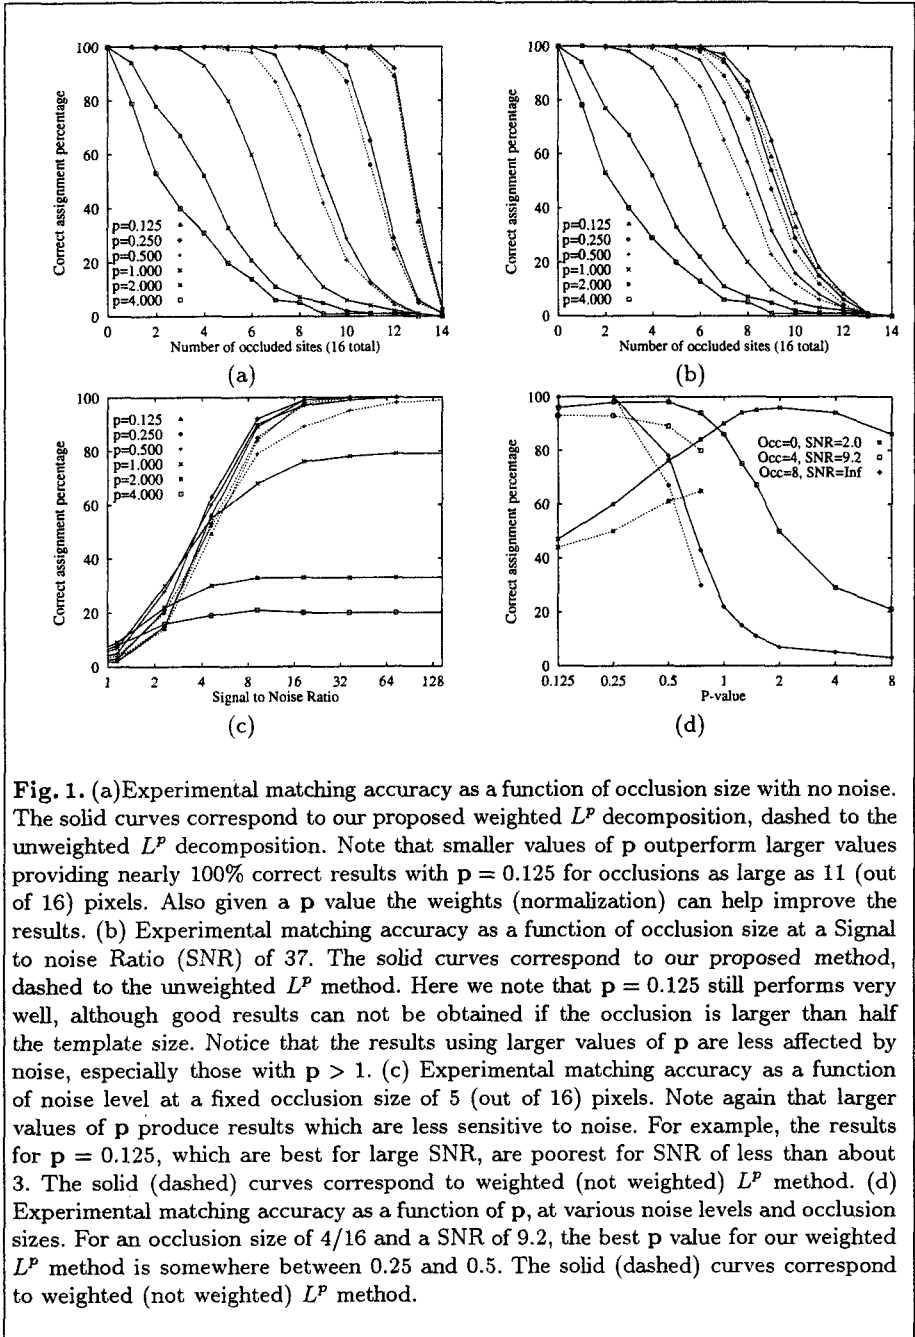 100
80
60
40
20
0
Correct assignment percentage
p=0.125
p=0.250
p=0.500
p=1.000
p=2.000
p=4.000
0 2 4 6 8 10 12 14
Number of occluded sites (16 total)
(a)
100
80
60
40
20
0
Correct assignment percentage
p=0.125
p=0.250
p=0.500
p=1.000
p=2.000
p=4.000
0 2 4 6 8 10 12 14
Number of occluded sites (16 total)
(b)
100
80
60
40
20
0
Correct assignment percentage
p=0.125
p=0.250
p=0.500
p=1.000
p=2.000
p=4.000
1 2 4 8 16 32 64 128
Signal to Noise Ratio
(c)
100
80
60
40
20
0
Correct assignment percentage
Occ=0, SNR=2.0
Occ=4, SNR=9.2
Occ=8, SNR=Inf
0.125 0.25 0.5 1 2 4 8
P-value
(d)
Fig. 1. (a)Experimental matching accuracy as a function of occlusion size with no noise.
The solid curves correspond to our proposed weighted L^p decomposition, dashed to the
unweighted L^p decomposition. Note that smaller values of p outperform larger values
providing nearly 100% correct results with p = 0.125 for occlusions as large as 11 (out
of 16) pixels. Also given a p value the weights (normalization) can help improve the
results. (b) Experimental matching accuracy as a function of occlusion size at a Signal
to noise Ratio (SNR) of 37. The solid curves correspond to our proposed method,
dashed to the unweighted L^p method. Here we note that p = 0.125 still performs very
well, although good results can not be obtained if the occlusion is larger than half
the template size. Notice that the results using larger values of p are less affected by
noise, especially those with p > 1. (c) Experimental matching accuracy as a function
of noise level at a fixed occlusion size of 5 (out of 16) pixels. Note again that larger
values of p produce results which are less sensitive to noise. For example, the results
for p = 0.125, which are best for large SNR, are poorest for SNR of less than about
3. The solid (dashed) curves correspond to weighted (not weighted) L^p method. (d)
Experimental matching accuracy as a function of p, at various noise levels and occlusion
sizes. For an occlusion size of 4/16 and a SNR of 9.2, the best p value for our weighted
L^p method is somewhere between 0.25 and 0.5. The solid (dashed) curves correspond
to weighted (not weighted) L^p method.